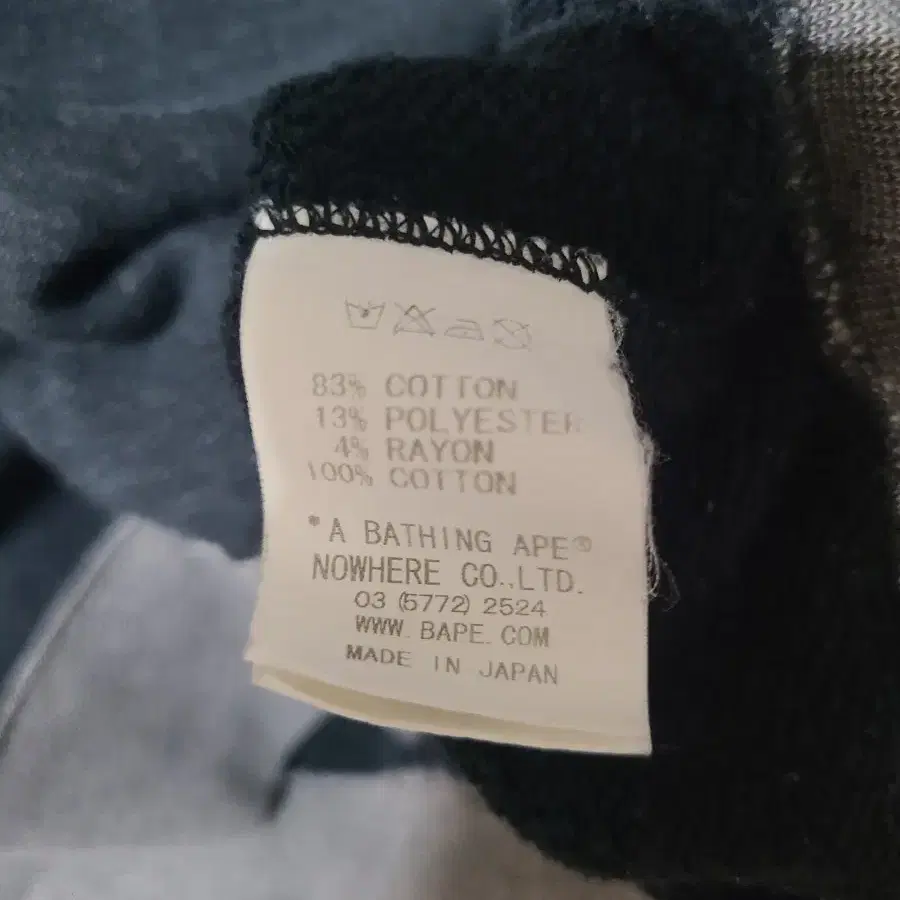 83% COTTON
13% POLYESTER
4% RAYON
100% COTTON
*A BATHING APE®
NOWHERE CO.,LTD.
03 (5772) 2524
WWW.BAPE.COM
MADE IN JAPAN